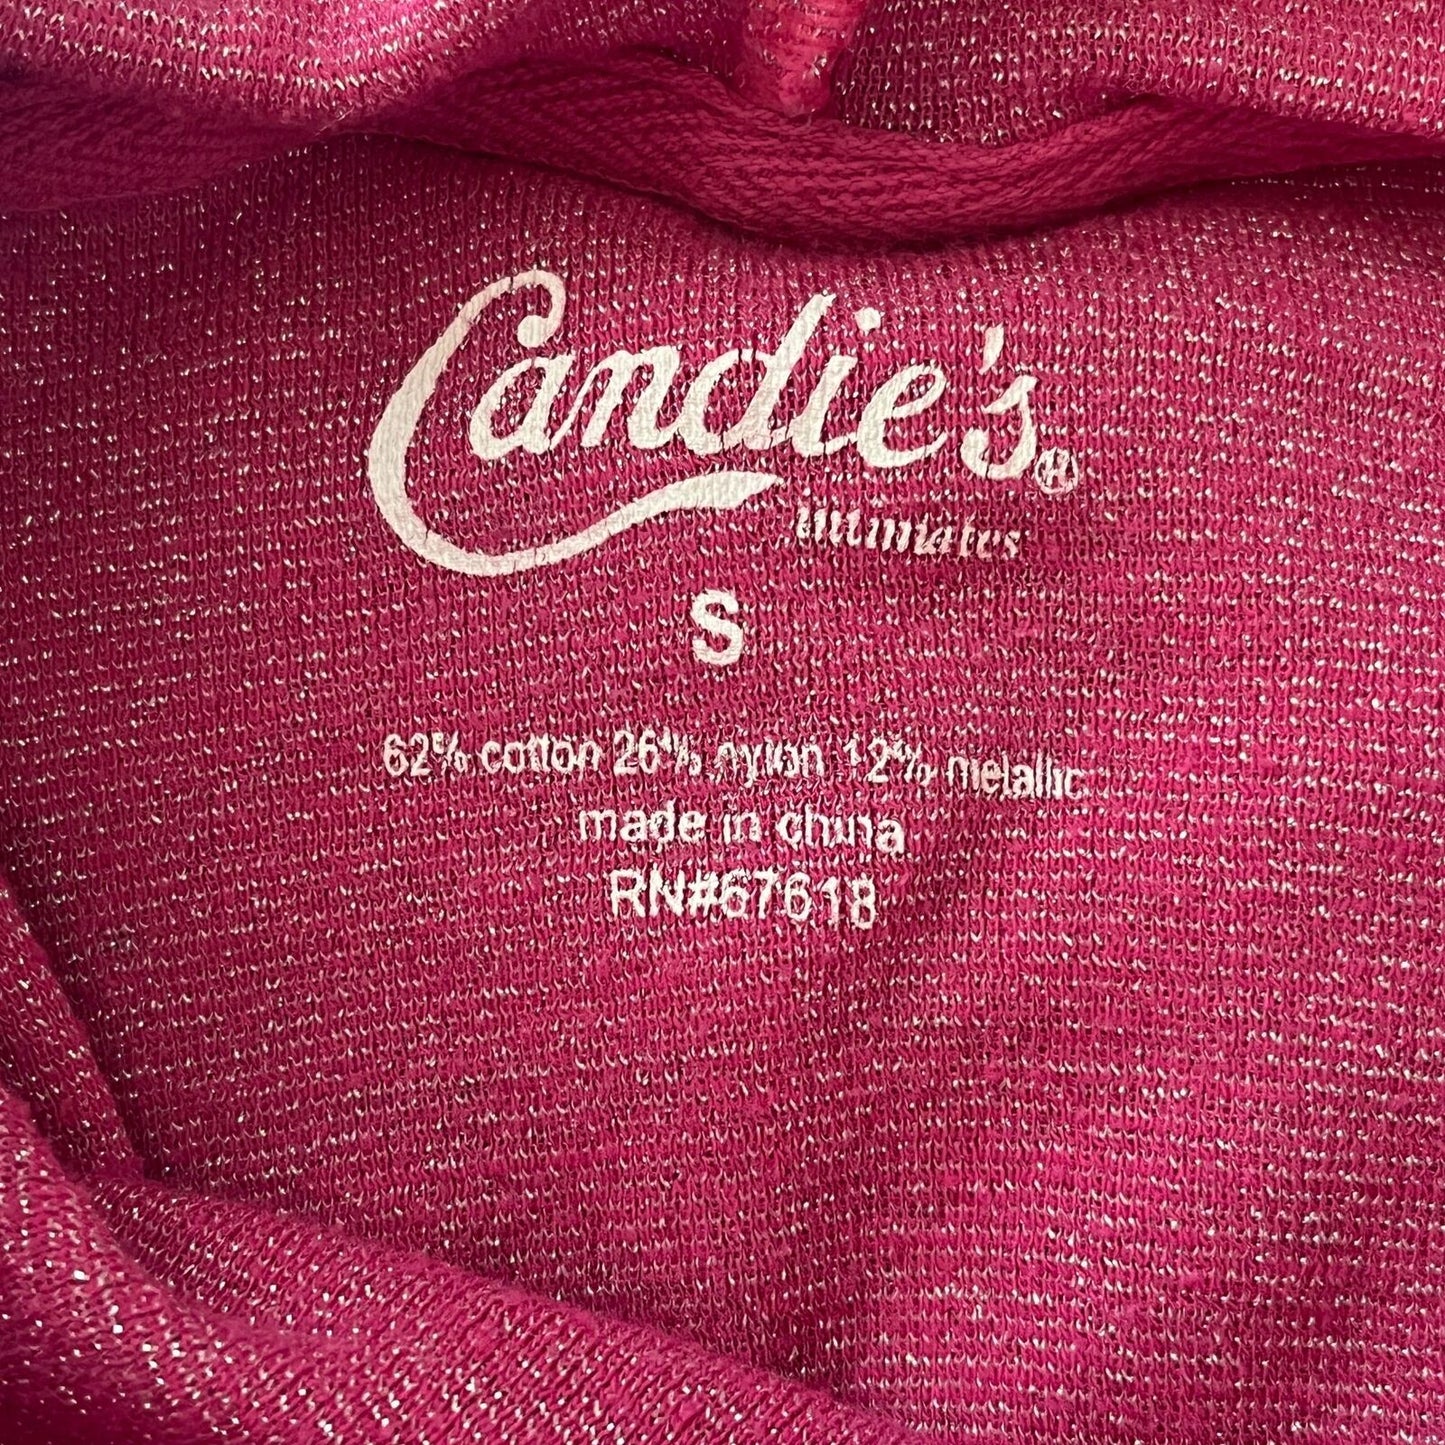 Candie's®
intimates
S
62% cotton 26% nylon 12% metallic
made in china
RN#67618